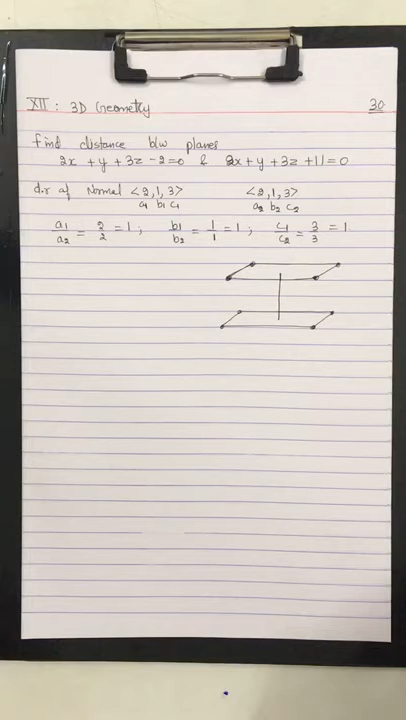 XII : 3D Geometry 30
find distance b/w planes
2x + y + 3z - 2 = 0 & 2x + y + 3z + 11 = 0
d.r of Normal <2, 1, 3> <2, 1, 3>
a₁ b₁ c₁ a₂ b₂ c₂
a₁/a₂ = 2/2 = 1 ; b₁/b₂ = 1/1 = 1 ; c₁/c₂ = 3/3 = 1